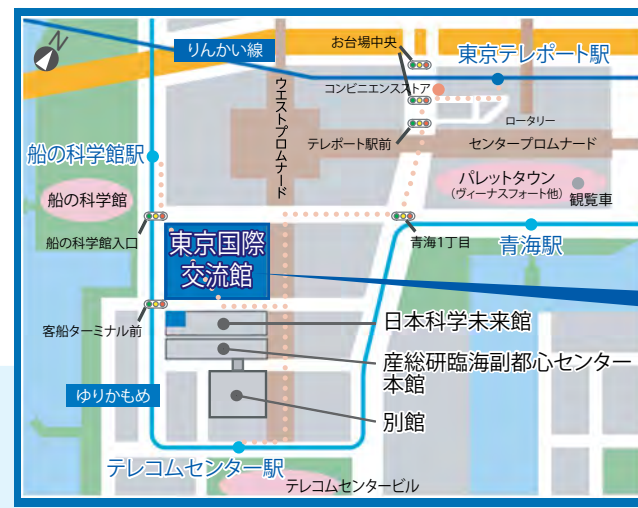 N
りんかい線
お台場中央
東京テレポート駅
コンビニエンスストア
ウエストプロムナード
ロータリー
テレポート駅前
センタープロムナード
船の科学館駅
パレットタウン
(ヴィーナスフォート他)
観覧車
船の科学館
船の科学館入口
東京国際
交流館
青海1丁目
青海駅
客船ターミナル前
日本科学未来館
産総研臨海副都心センター
本館
ゆりかもめ
別館
テレコムセンター駅
テレコムセンタービル